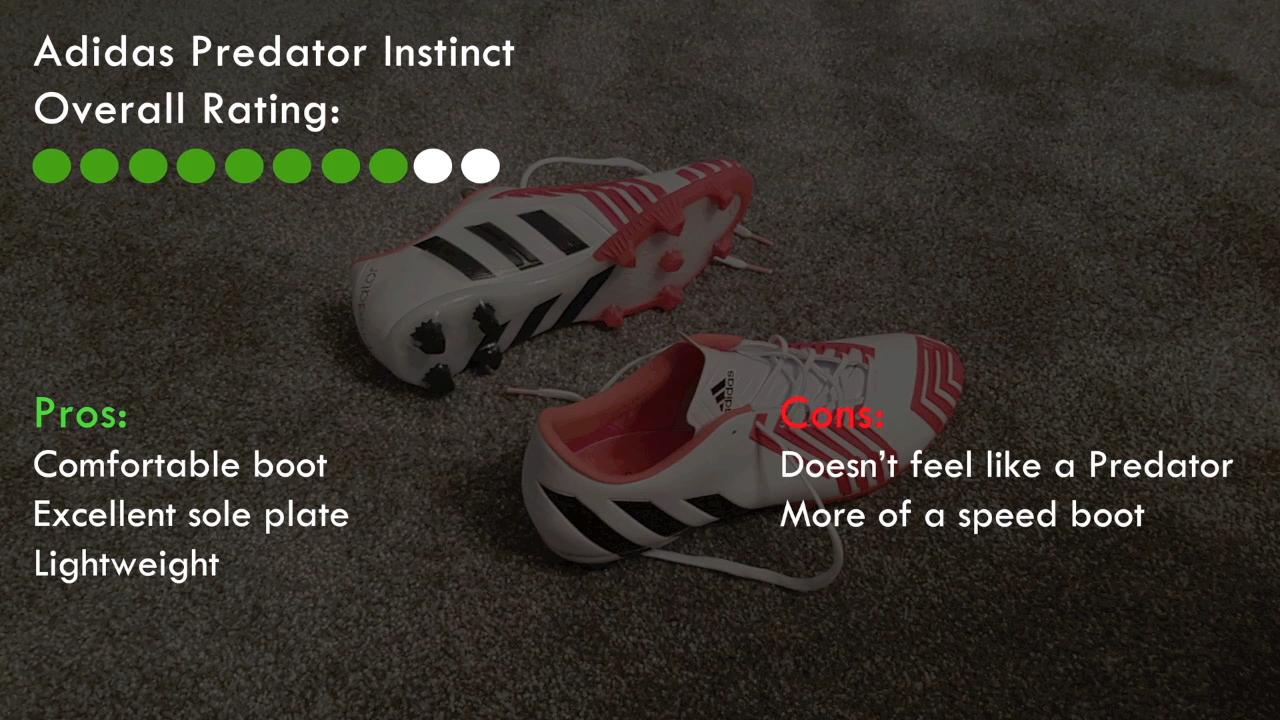 Adidas Predator Instinct
Overall Rating:
Pros:
Comfortable boot
Excellent sole plate
Lightweight
Cons:
Doesn’t feel like a Predator
More of a speed boot
adidas